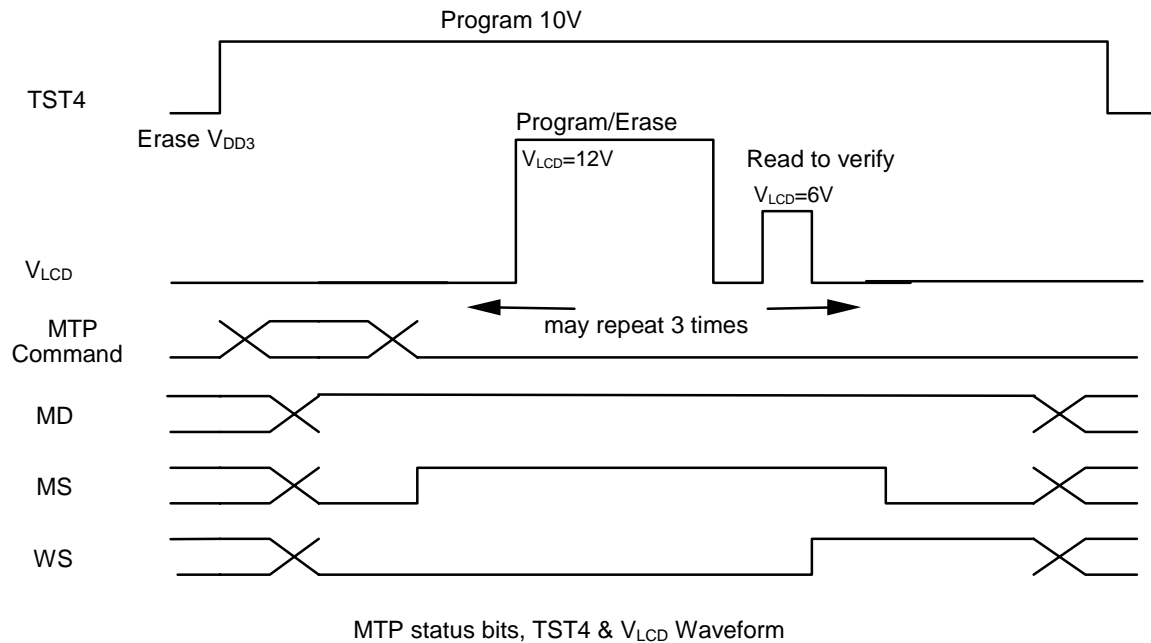 Program 10V
TST4
Erase VDD3
Program/Erase
VLCD=12V
Read to verify
VLCD=6V
VLCD
may repeat 3 times
MTP
Command
MD
MS
WS
MTP status bits, TST4 & VLCD Waveform